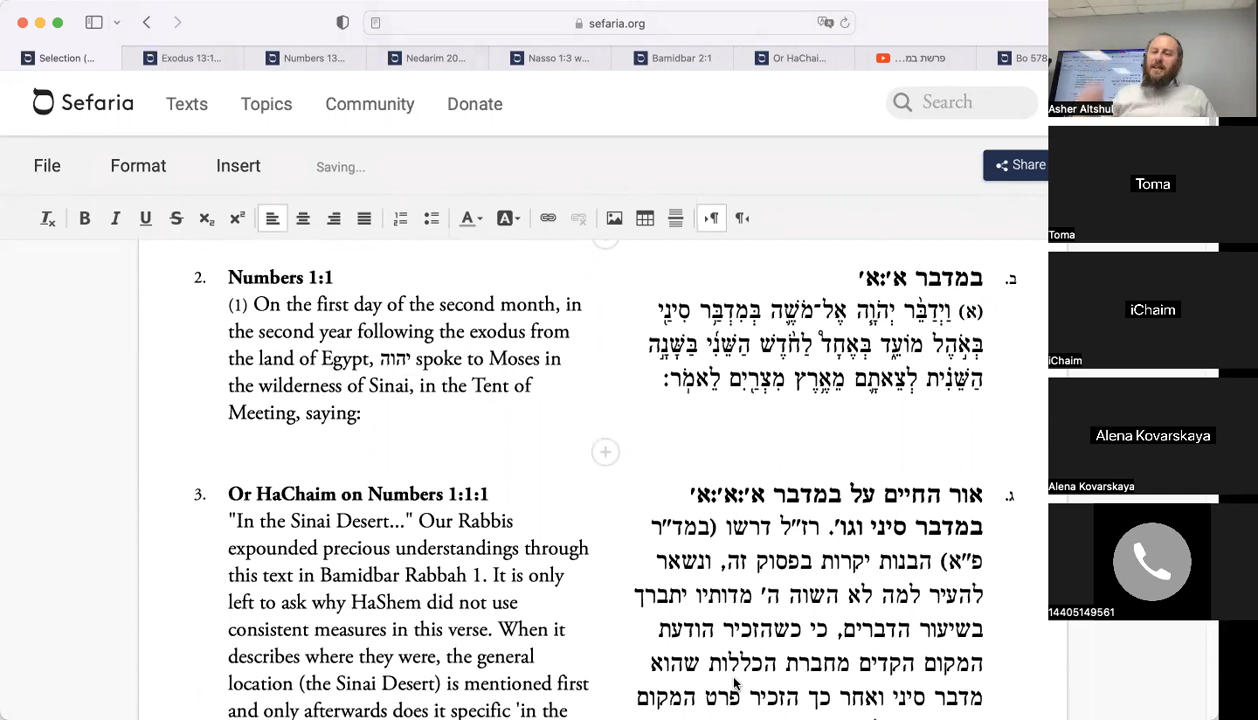 sefaria.org
Selection (...
Exodus 13:1...
Numbers 13...
Nedarim 20...
Nasso 1:3 w...
Bamidbar 2:1
Or HaChai...
פרשת במ...
Bo 578
Sefaria
Texts
Topics
Community
Donate
Search
File
Format
Insert
Saving...
Share
2. Numbers 1:1
(1) On the first day of the second month, in
the second year following the exodus from
the land of Egypt, יהוה spoke to Moses in
the wilderness of Sinai, in the Tent of
Meeting, saying:
ב. במדבר א׳:א׳
(א) וַיְדַבֵּ֨ר יְהֹוָ֧ה אֶל־מֹשֶׁ֛ה בְּמִדְבַּ֥ר סִינַ֖י
בְּאֹ֣הֶל מוֹעֵ֑ד בְּאֶחָד֩ לַחֹ֨דֶשׁ הַשֵּׁנִ֜י בַּשָּׁנָ֣ה
הַשֵּׁנִ֗ית לְצֵאתָ֛ם מֵאֶ֥רֶץ מִצְרַ֖יִם לֵאמֹֽר׃
3. Or HaChaim on Numbers 1:1:1
"In the Sinai Desert..." Our Rabbis
expounded precious understandings through
this text in Bamidbar Rabbah 1. It is only
left to ask why HaShem did not use
consistent measures in this verse. When it
describes where they were, the general
location (the Sinai Desert) is mentioned first
and only afterwards does it specific 'in the
ג. אור החיים על במדבר א׳:א׳:א׳
במדבר סיני וגו׳. רז״ל דרשו (במד״ר
פ״א) הבנות יקרות בפסוק זה, ונשאר
להעיר למה לא השוה ה׳ מדותיו יתברך
בשיעור הדברים, כי כשהזכיר הודעת
המקום הקדים מחברת הכללות שהוא
מדבר סיני ואחר כך הזכיר פרט המקום
Asher Altshul
Toma
Toma
iChaim
iChaim
Alena Kovarskaya
Alena Kovarskaya
14405149561